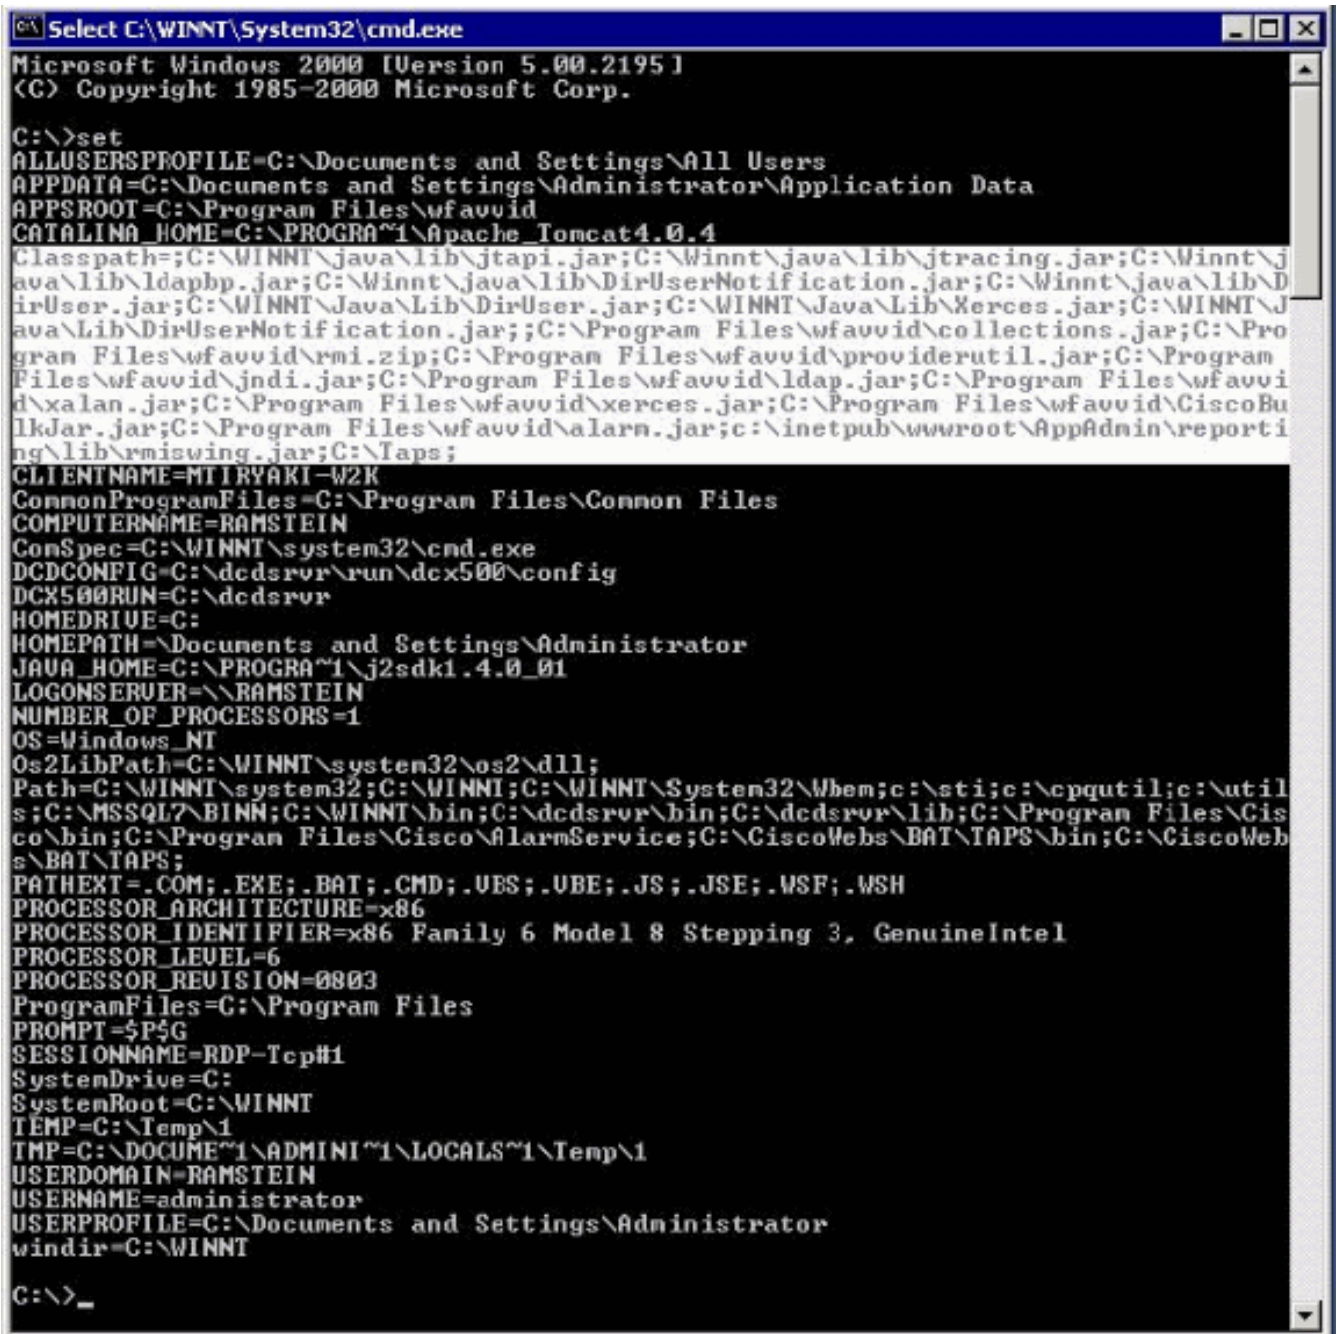 Select C:\WINNT\System32\cmd.exe
Microsoft Windows 2000 [Version 5.00.2195]
(C) Copyright 1985-2000 Microsoft Corp.
C:\>set
ALLUSERSPROFILE=C:\Documents and Settings\All Users
APPDATA=C:\Documents and Settings\Administrator\Application Data
APPSROOT=C:\Program Files\wfavvid
CATALINA_HOME=C:\PROGRA~1\Apache_Tomcat4.0.4
Classpath=;C:\WINNT\java\lib\jtapi.jar;C:\Winnt\java\lib\jtracing.jar;C:\Winnt\j
ava\lib\ldapbp.jar;C:\Winnt\java\lib\DirUserNotification.jar;C:\Winnt\java\lib\D
irUser.jar;C:\WINNT\Java\Lib\DirUser.jar;C:\WINNT\Java\Lib\Xerces.jar;C:\WINNT\J
ava\Lib\DirUserNotification.jar;;C:\Program Files\wfavvid\collections.jar;C:\Pro
gram Files\wfavvid\rmi.zip;C:\Program Files\wfavvid\providerutil.jar;C:\Program
Files\wfavvid\jndi.jar;C:\Program Files\wfavvid\ldap.jar;C:\Program Files\wfavvi
d\xalan.jar;C:\Program Files\wfavvid\xerces.jar;C:\Program Files\wfavvid\CiscoBu
lkJar.jar;C:\Program Files\wfavvid\alarm.jar;c:\inetpub\wwwroot\AppAdmin\reporti
ng\lib\rmiswing.jar;C:\Taps;
CLIENTNAME=MTIRYAKI-W2K
CommonProgramFiles=C:\Program Files\Common Files
COMPUTERNAME=RAMSTEIN
ComSpec=C:\WINNT\system32\cmd.exe
DCDCONFIG=C:\dcdsrvr\run\dcx500\config
DCX500RUN=C:\dcdsrvr
HOMEDRIVE=C:
HOMEPATH=\Documents and Settings\Administrator
JAVA_HOME=C:\PROGRA~1\j2sdk1.4.0_01
LOGONSERVER=\\RAMSTEIN
NUMBER_OF_PROCESSORS=1
OS=Windows_NT
Os2LibPath=C:\WINNT\system32\os2\dll;
Path=C:\WINNT\system32;C:\WINNT;C:\WINNT\System32\Wbem;c:\sti;c:\cpqutil;c:\util
s;C:\MSSQL7\BINN;C:\WINNT\bin;C:\dcdsrvr\bin;C:\dcdsrvr\lib;C:\Program Files\Cis
co\bin;C:\Program Files\Cisco\AlarmService;C:\CiscoWebs\BAT\TAPS\bin;C:\CiscoWeb
s\BAT\TAPS;
PATHEXT=.COM;.EXE;.BAT;.CMD;.VBS;.VBE;.JS;.JSE;.WSF;.WSH
PROCESSOR_ARCHITECTURE=x86
PROCESSOR_IDENTIFIER=x86 Family 6 Model 8 Stepping 3, GenuineIntel
PROCESSOR_LEVEL=6
PROCESSOR_REVISION=0803
ProgramFiles=C:\Program Files
PROMPT=$P$G
SESSIONNAME=RDP-Tcp#1
SystemDrive=C:
SystemRoot=C:\WINNT
TEMP=C:\Temp\1
TMP=C:\DOCUME~1\ADMINI~1\LOCALS~1\Temp\1
USERDOMAIN=RAMSTEIN
USERNAME=administrator
USERPROFILE=C:\Documents and Settings\Administrator
windir=C:\WINNT
C:\>_